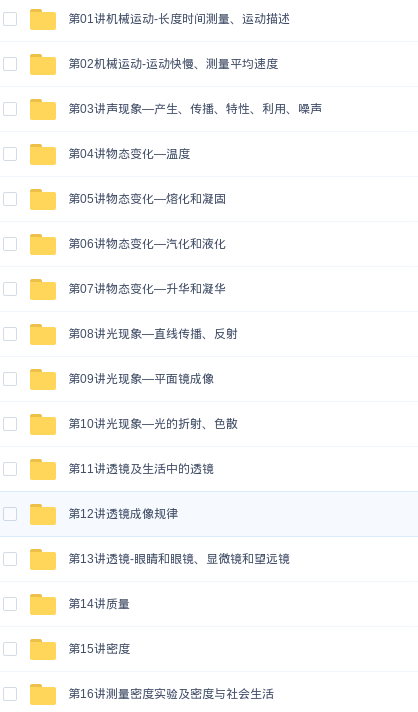 第01讲机械运动-长度时间测量、运动描述
第02机械运动-运动快慢、测量平均速度
第03讲声现象—产生、传播、特性、利用、噪声
第04讲物态变化—温度
第05讲物态变化—熔化和凝固
第06讲物态变化—汽化和液化
第07讲物态变化—升华和凝华
第08讲光现象—直线传播、反射
第09讲光现象—平面镜成像
第10讲光现象—光的折射、色散
第11讲透镜及生活中的透镜
第12讲透镜成像规律
第13讲透镜-眼睛和眼镜、显微镜和望远镜
第14讲质量
第15讲密度
第16讲测量密度实验及密度与社会生活